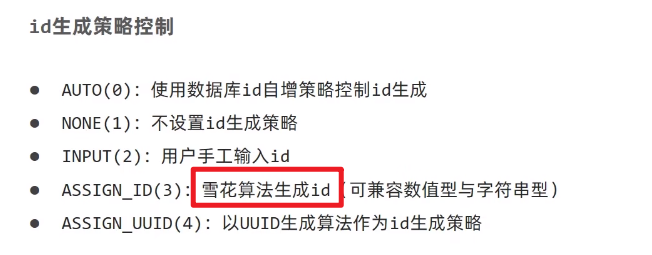 id生成策略控制
● AUTO(0)：使用数据库id自增策略控制id生成
● NONE(1)：不设置id生成策略
● INPUT(2)：用户手工输入id
● ASSIGN_ID(3)：雪花算法生成id（可兼容数值型与字符串型）
● ASSIGN_UUID(4)：以UUID生成算法作为id生成策略